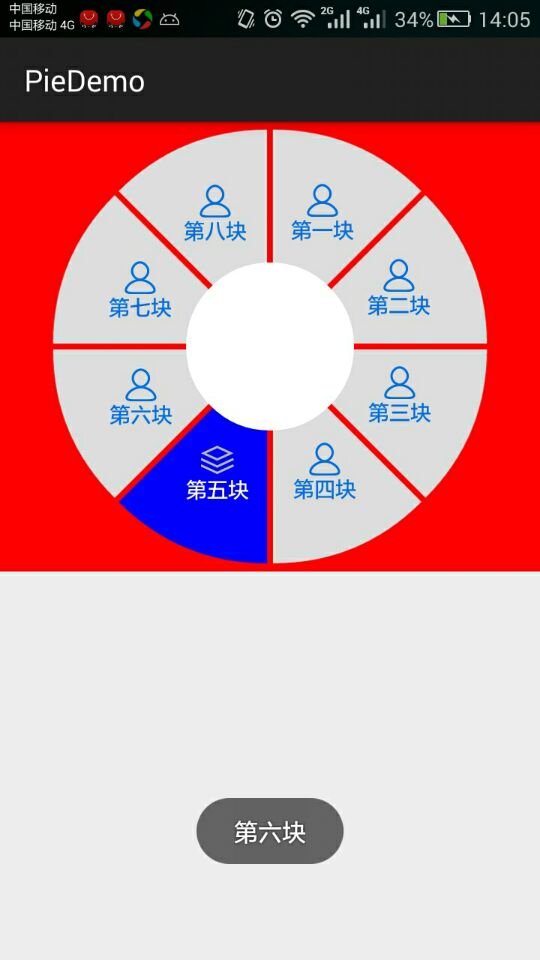 中国移动
中国移动 4G
2G 4G 34% 14:05
PieDemo
第八块 第一块
第七块 第二块
第六块 第三块
第五块 第四块
第六块